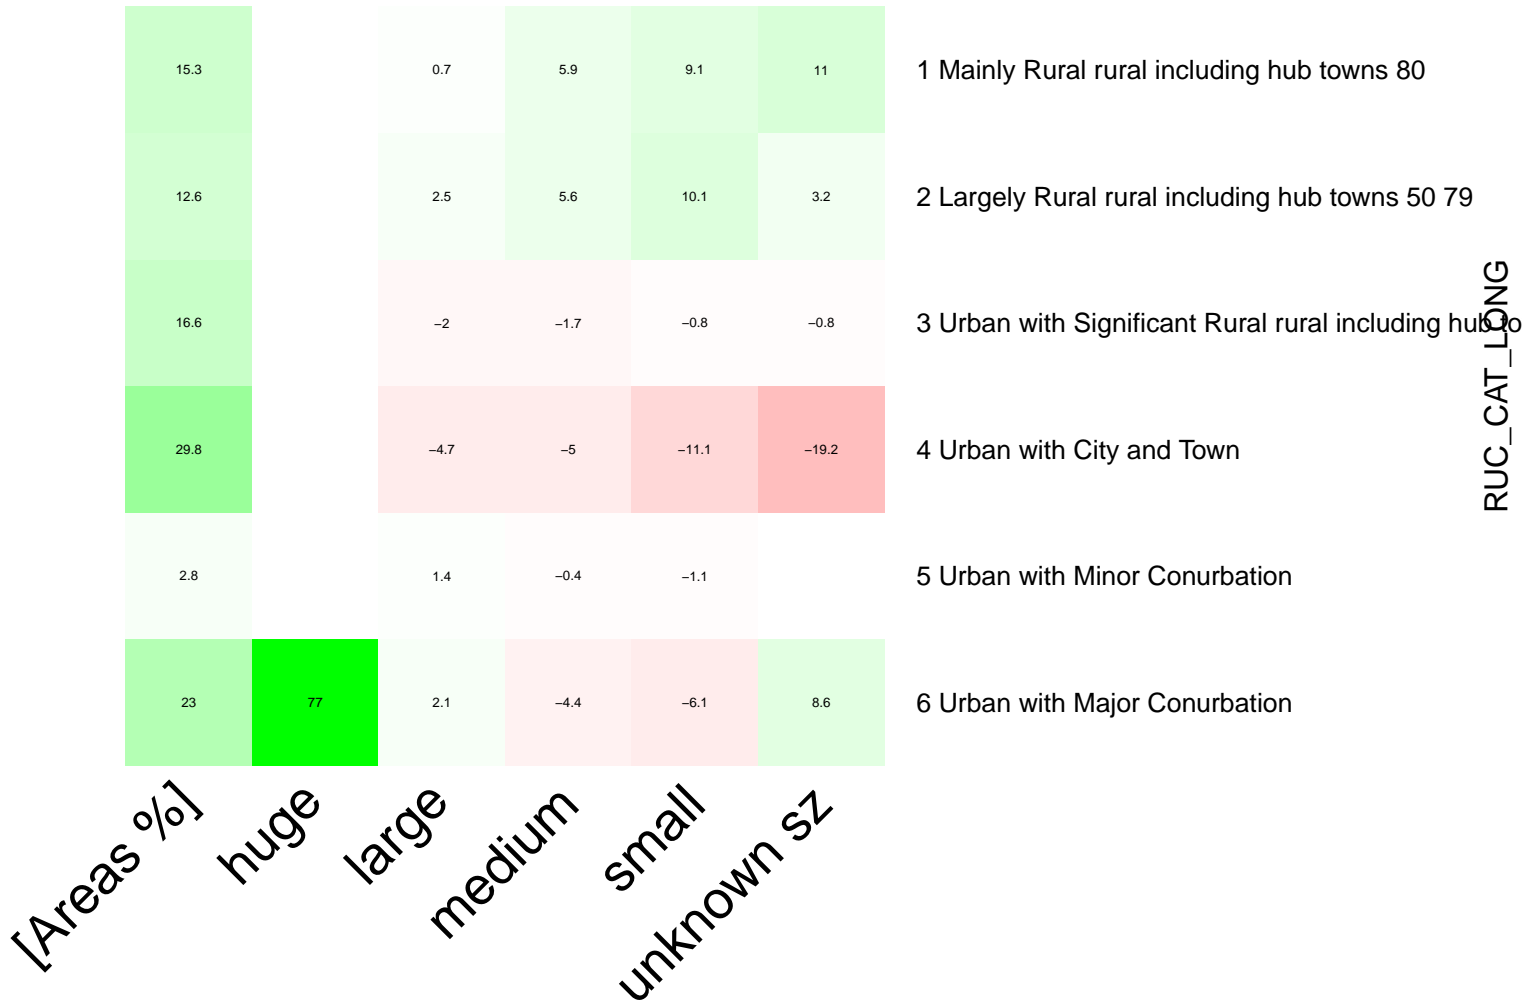 15.3 0.7 5.9 9.1 11 1 Mainly Rural rural including hub towns 80
12.6 2.5 5.6 10.1 3.2 2 Largely Rural rural including hub towns 50 79
16.6 −2 −1.7 −0.8 −0.8 3 Urban with Significant Rural rural including hub to
29.8 −4.7 −5 −11.1 −19.2 4 Urban with City and Town
2.8 1.4 −0.4 −1.1 5 Urban with Minor Conurbation
23 77 2.1 −4.4 −6.1 8.6 6 Urban with Major Conurbation
RUC_CAT_LONG
[Areas %]
huge
large
medium
small
unknown sz